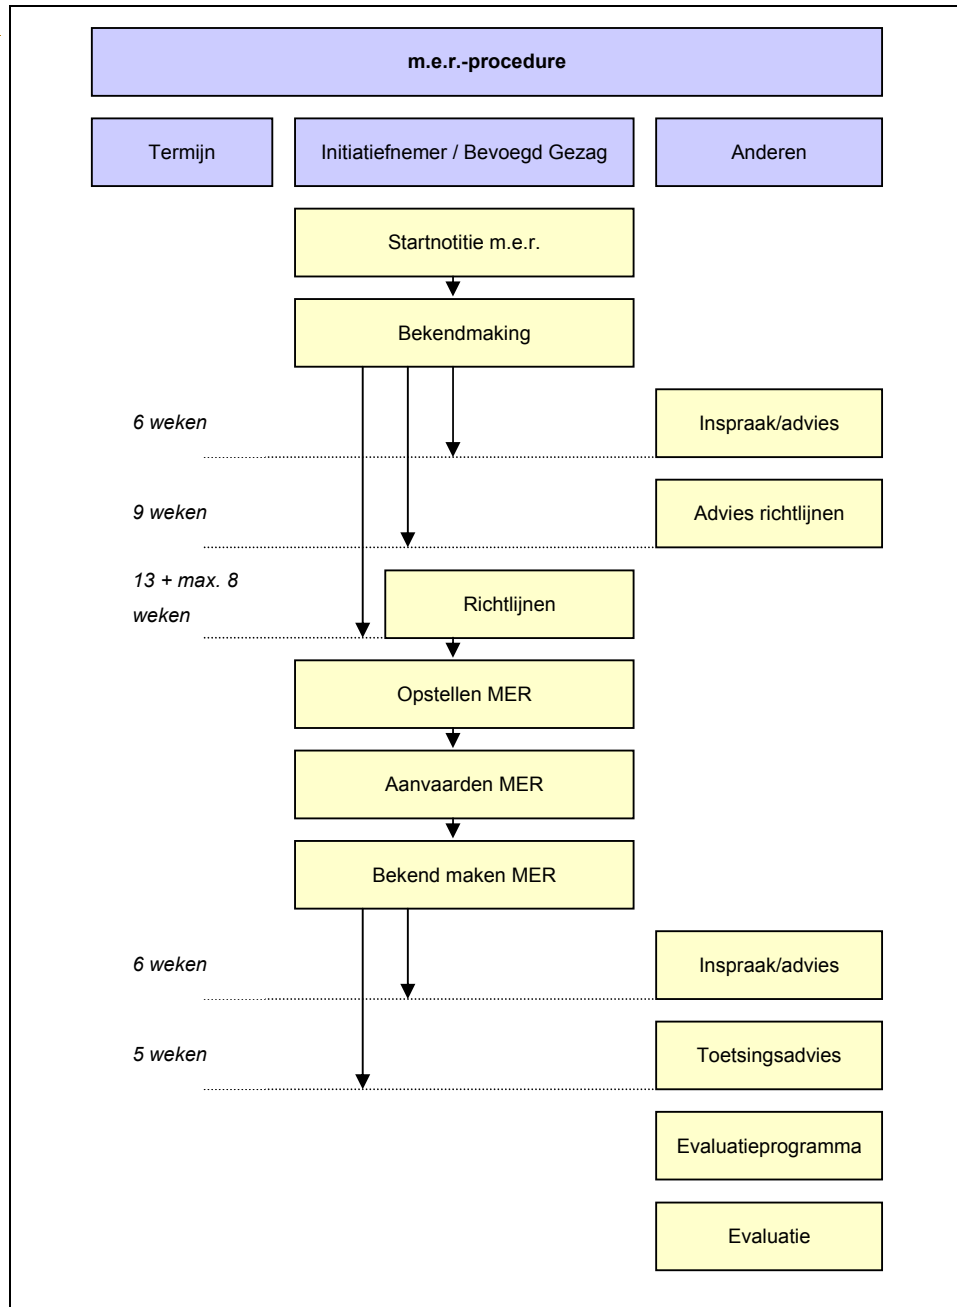 m.e.r.-procedure
Termijn
Initiatiefnemer / Bevoegd Gezag
Anderen
Startnotitie m.e.r.
Bekendmaking
6 weken
Inspraak/advies
9 weken
Advies richtlijnen
13 + max. 8
weken
Richtlijnen
Opstellen MER
Aanvaarden MER
Bekend maken MER
6 weken
Inspraak/advies
5 weken
Toetsingsadvies
Evaluatieprogramma
Evaluatie